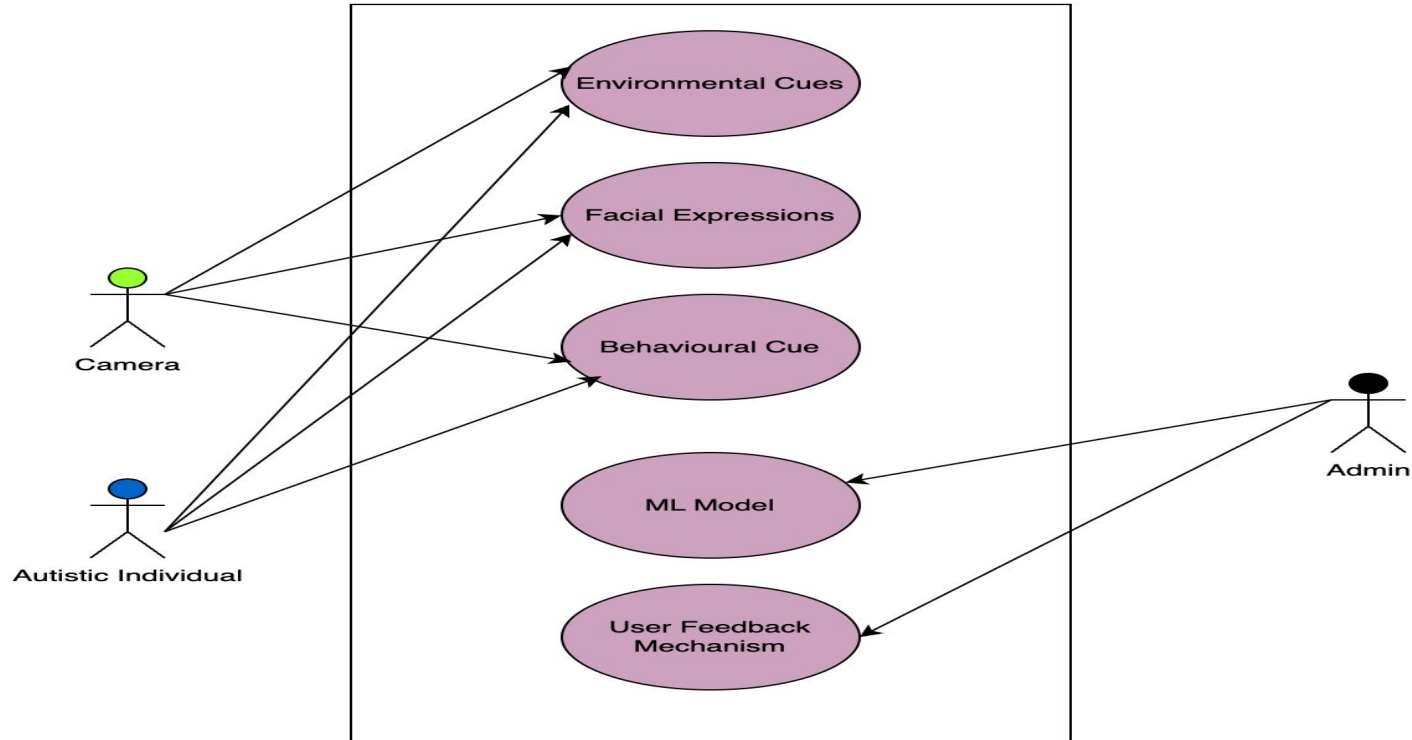 Environmental Cues
Facial Expressions
Behavioural Cue
ML Model
User Feedback
Mechanism
Camera
Autistic Individual
Admin